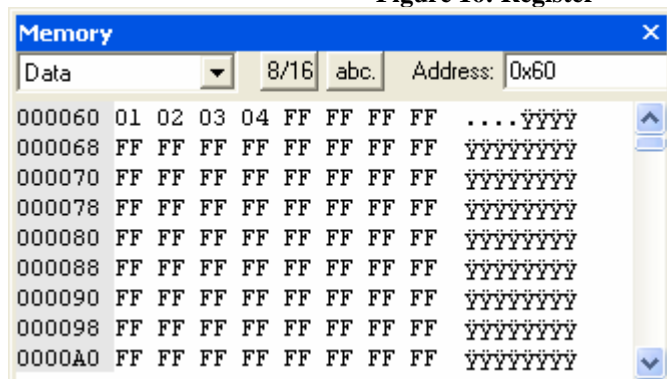 Figure 10: Register
Memory
Data 8/16 abc. Address: 0x60
000060 01 02 03 04 FF FF FF FF ....ÿÿÿÿ
000068 FF FF FF FF FF FF FF FF ÿÿÿÿÿÿÿÿ
000070 FF FF FF FF FF FF FF FF ÿÿÿÿÿÿÿÿ
000078 FF FF FF FF FF FF FF FF ÿÿÿÿÿÿÿÿ
000080 FF FF FF FF FF FF FF FF ÿÿÿÿÿÿÿÿ
000088 FF FF FF FF FF FF FF FF ÿÿÿÿÿÿÿÿ
000090 FF FF FF FF FF FF FF FF ÿÿÿÿÿÿÿÿ
000098 FF FF FF FF FF FF FF FF ÿÿÿÿÿÿÿÿ
0000A0 FF FF FF FF FF FF FF FF ÿÿÿÿÿÿÿÿ